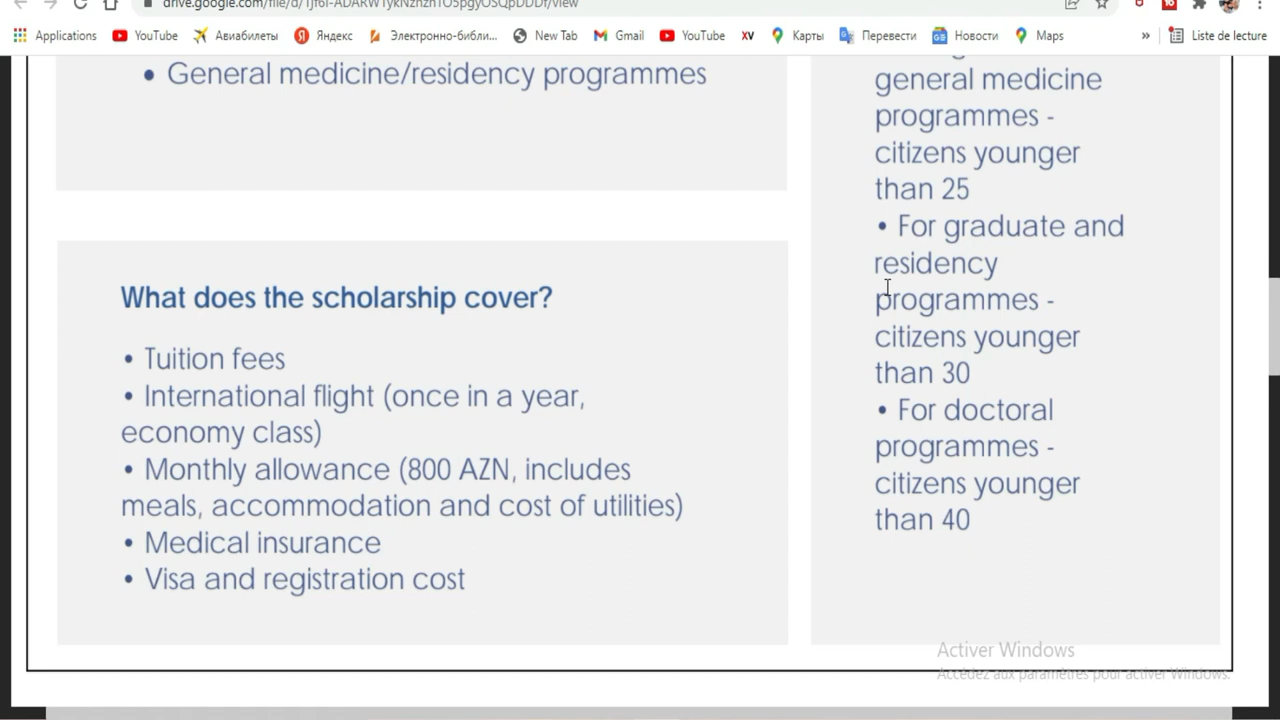 drive.google.com/file/d/
Applications
YouTube
Авиабилеты
Яндекс
Электронно-библи...
New Tab
Gmail
YouTube
XV
Карты
Перевести
Новости
Maps
»
Liste de lecture
• General medicine/residency programmes
What does the scholarship cover?
• Tuition fees
• International flight (once in a year,
economy class)
• Monthly allowance (800 AZN, includes
meals, accommodation and cost of utilities)
• Medical insurance
• Visa and registration cost
general medicine
programmes -
citizens younger
than 25
• For graduate and
residency
programmes -
citizens younger
than 30
• For doctoral
programmes -
citizens younger
than 40
Activer Windows
Accédez aux paramètres pour activer Windows.